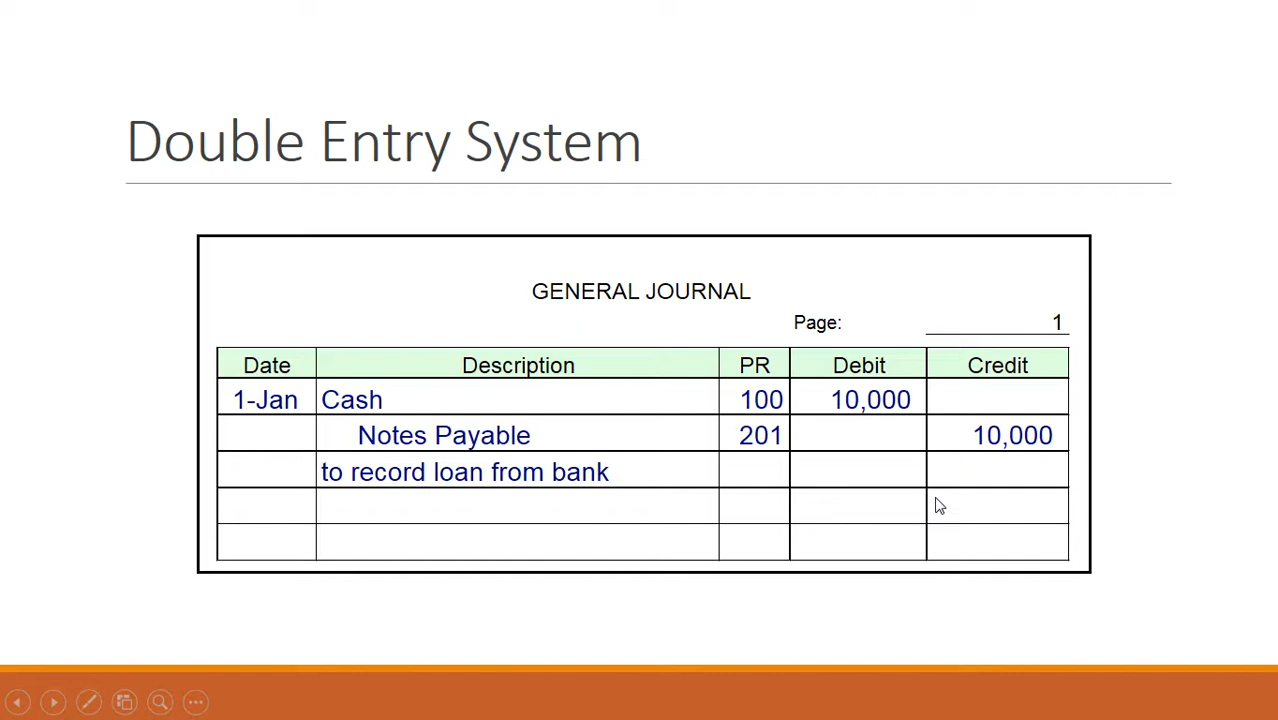 Double Entry System
GENERAL JOURNAL
Page: 1
Date Description PR Debit Credit
1-Jan Cash 100 10,000
Notes Payable 201 10,000
to record loan from bank